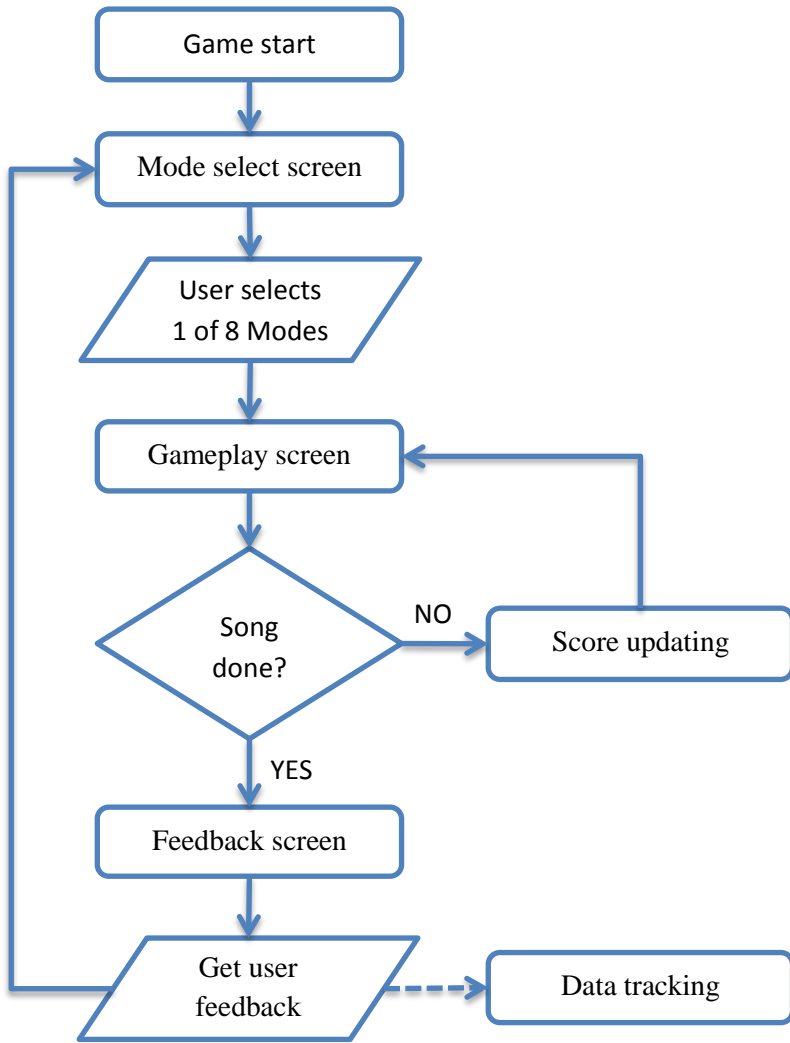 Game start
Mode select screen
User selects
1 of 8 Modes
Gameplay screen
Song
done?
NO
Score updating
YES
Feedback screen
Get user
feedback
Data tracking